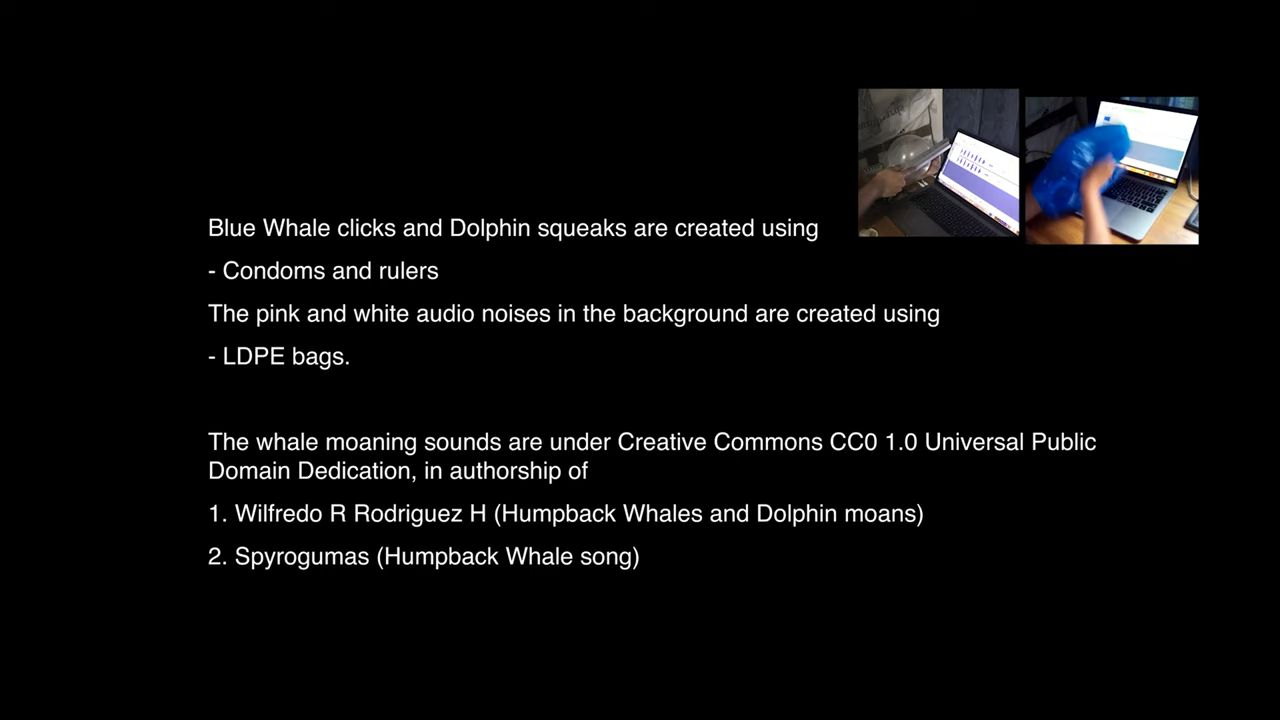 Blue Whale clicks and Dolphin squeaks are created using
- Condoms and rulers
The pink and white audio noises in the background are created using
- LDPE bags.
The whale moaning sounds are under Creative Commons CC0 1.0 Universal Public
Domain Dedication, in authorship of
1. Wilfredo R Rodriguez H (Humpback Whales and Dolphin moans)
2. Spyrogumas (Humpback Whale song)